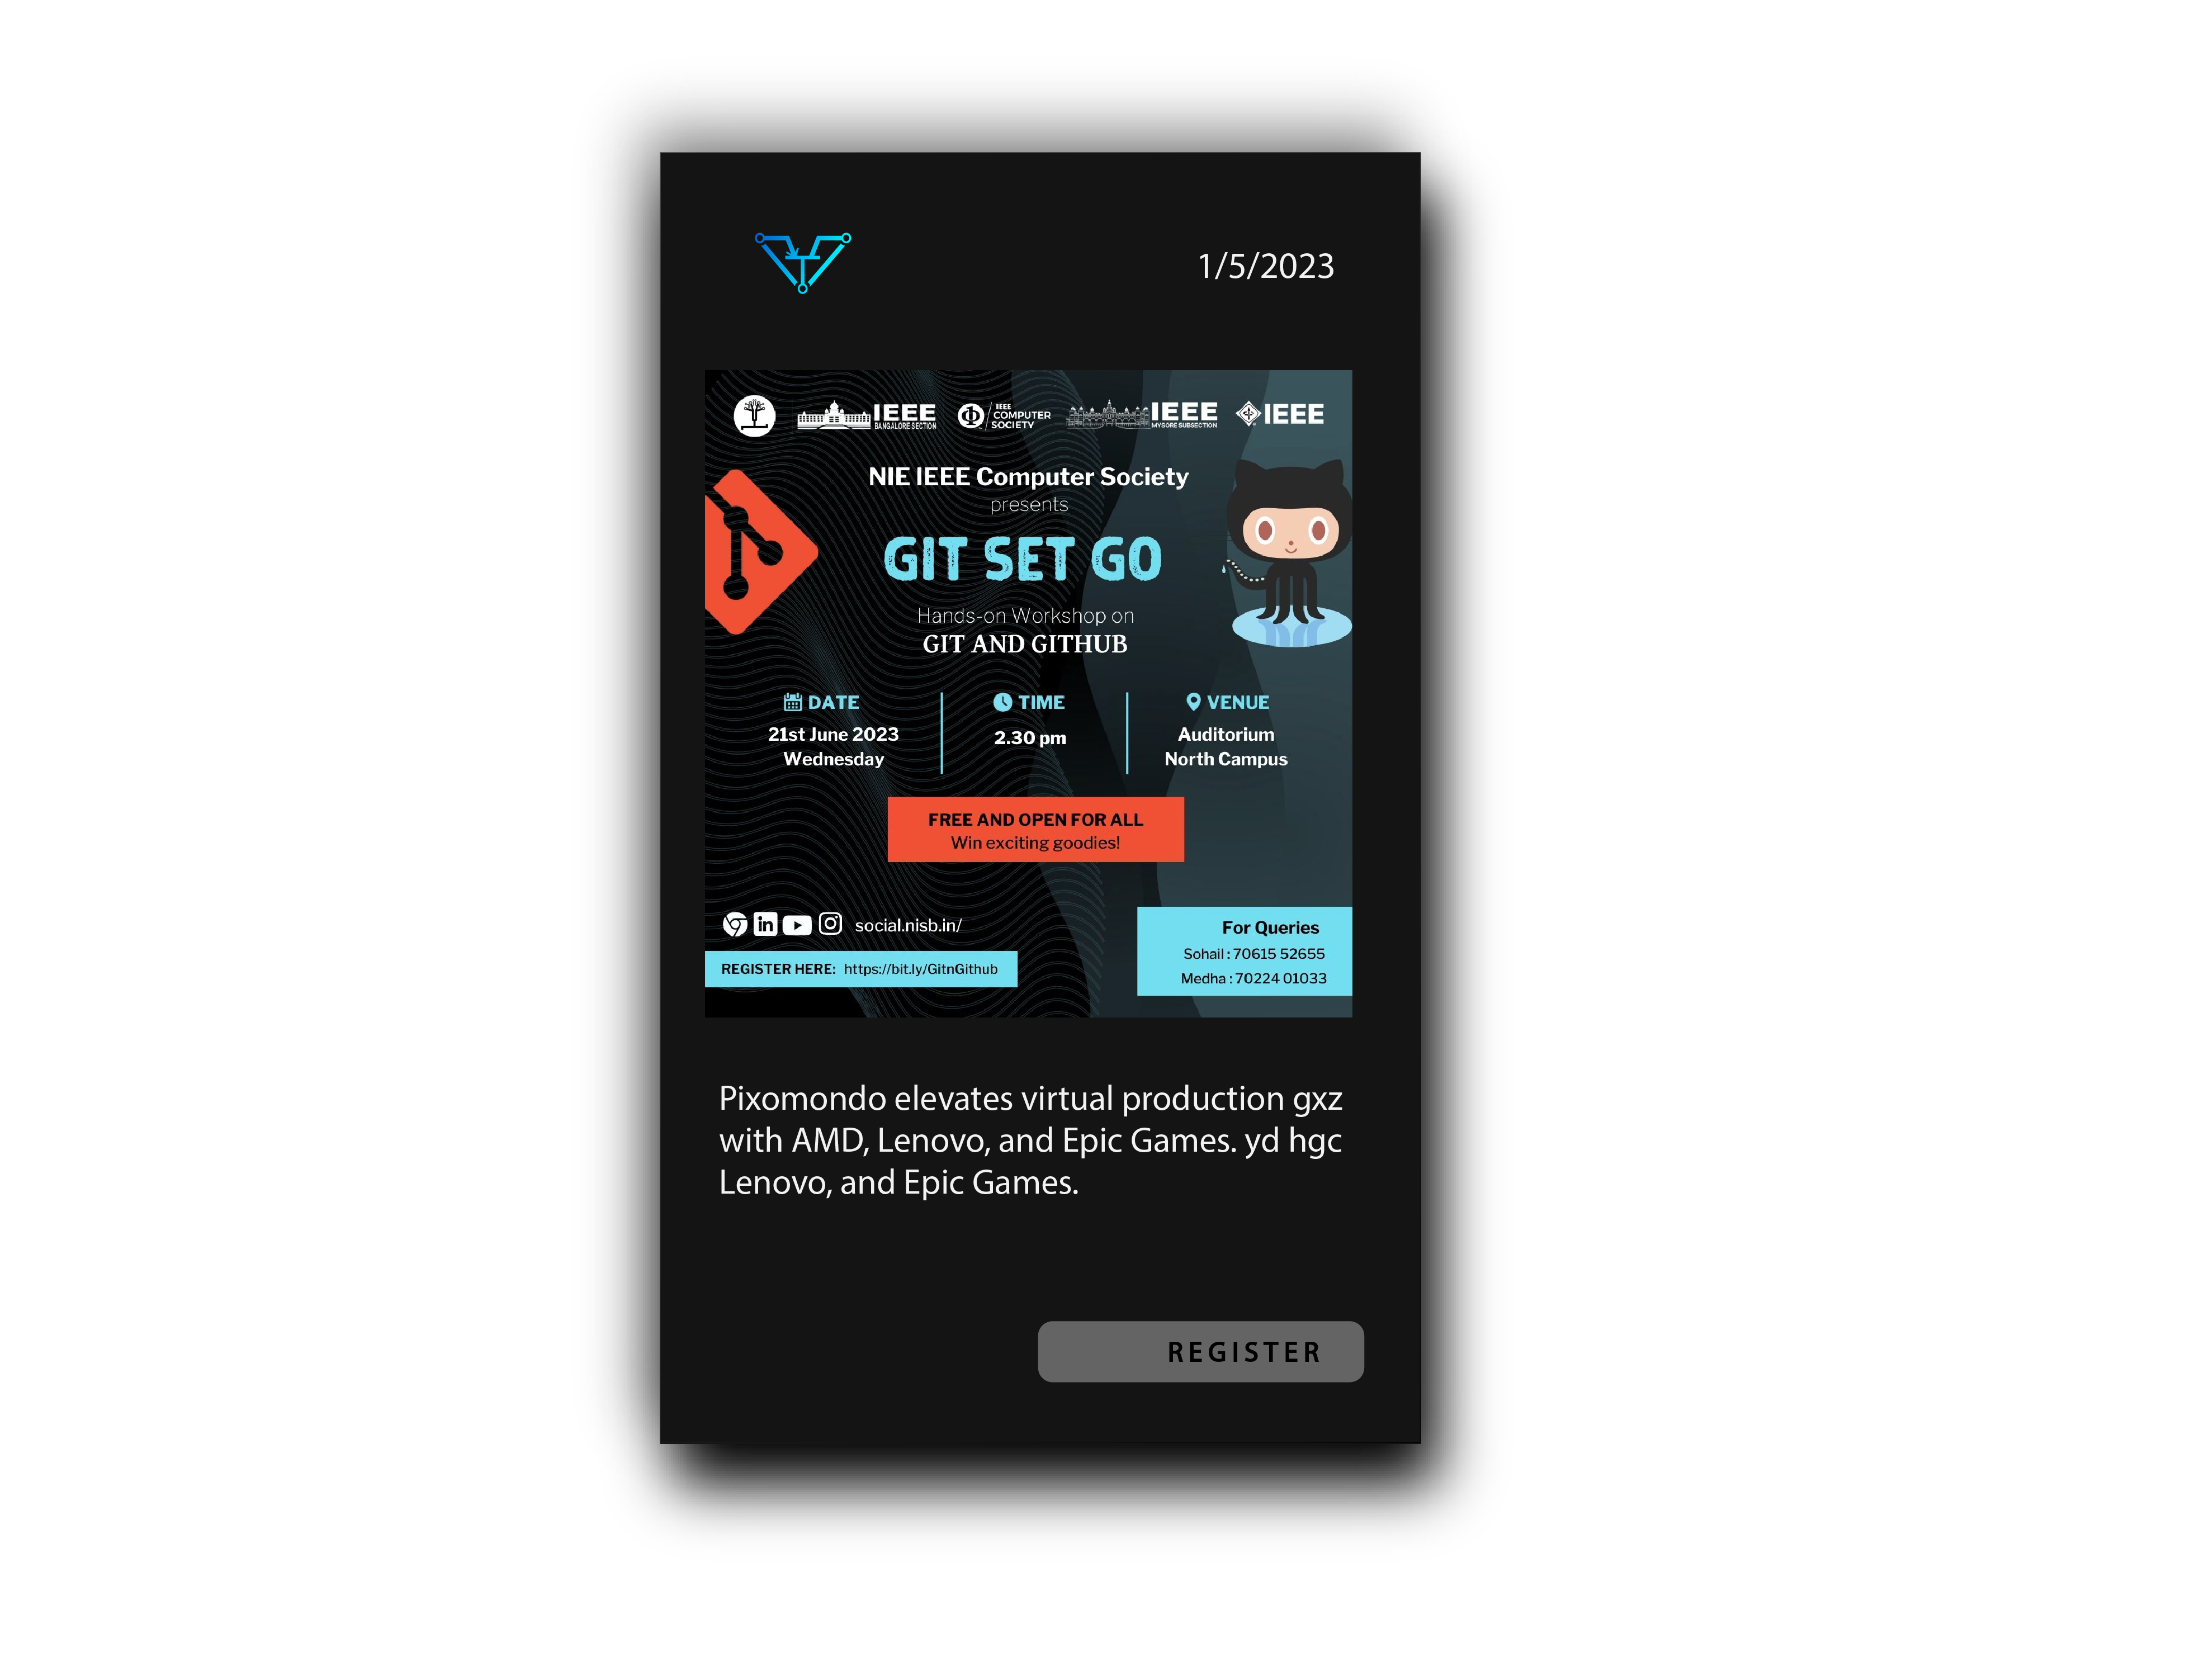 1/5/2023
IEEE
BANGALORE SECTION
IEEE
COMPUTER
SOCIETY
IEEE
MYSORE SUBSECTION
IEEE
NIE IEEE Computer Society
presents
GIT SET GO
Hands-on Workshop on
GIT AND GITHUB
DATE
21st June 2023
Wednesday
TIME
2.30 pm
VENUE
Auditorium
North Campus
FREE AND OPEN FOR ALL
Win exciting goodies!
in social.nisb.in/
REGISTER HERE: https://bit.ly/GitnGithub
For Queries
Sohail : 70615 52655
Medha : 70224 01033
Pixomondo elevates virtual production gxz
with AMD, Lenovo, and Epic Games. yd hgc
Lenovo, and Epic Games.
REGISTER